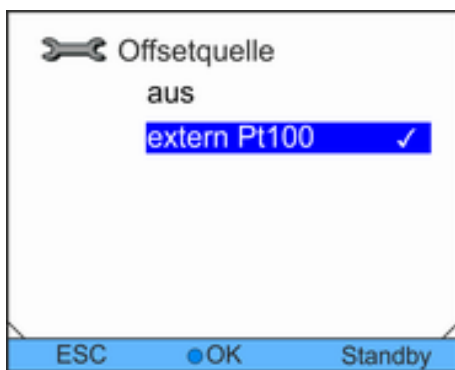 Offsetquelle
aus
extern Pt100 ✓
ESC OK Standby